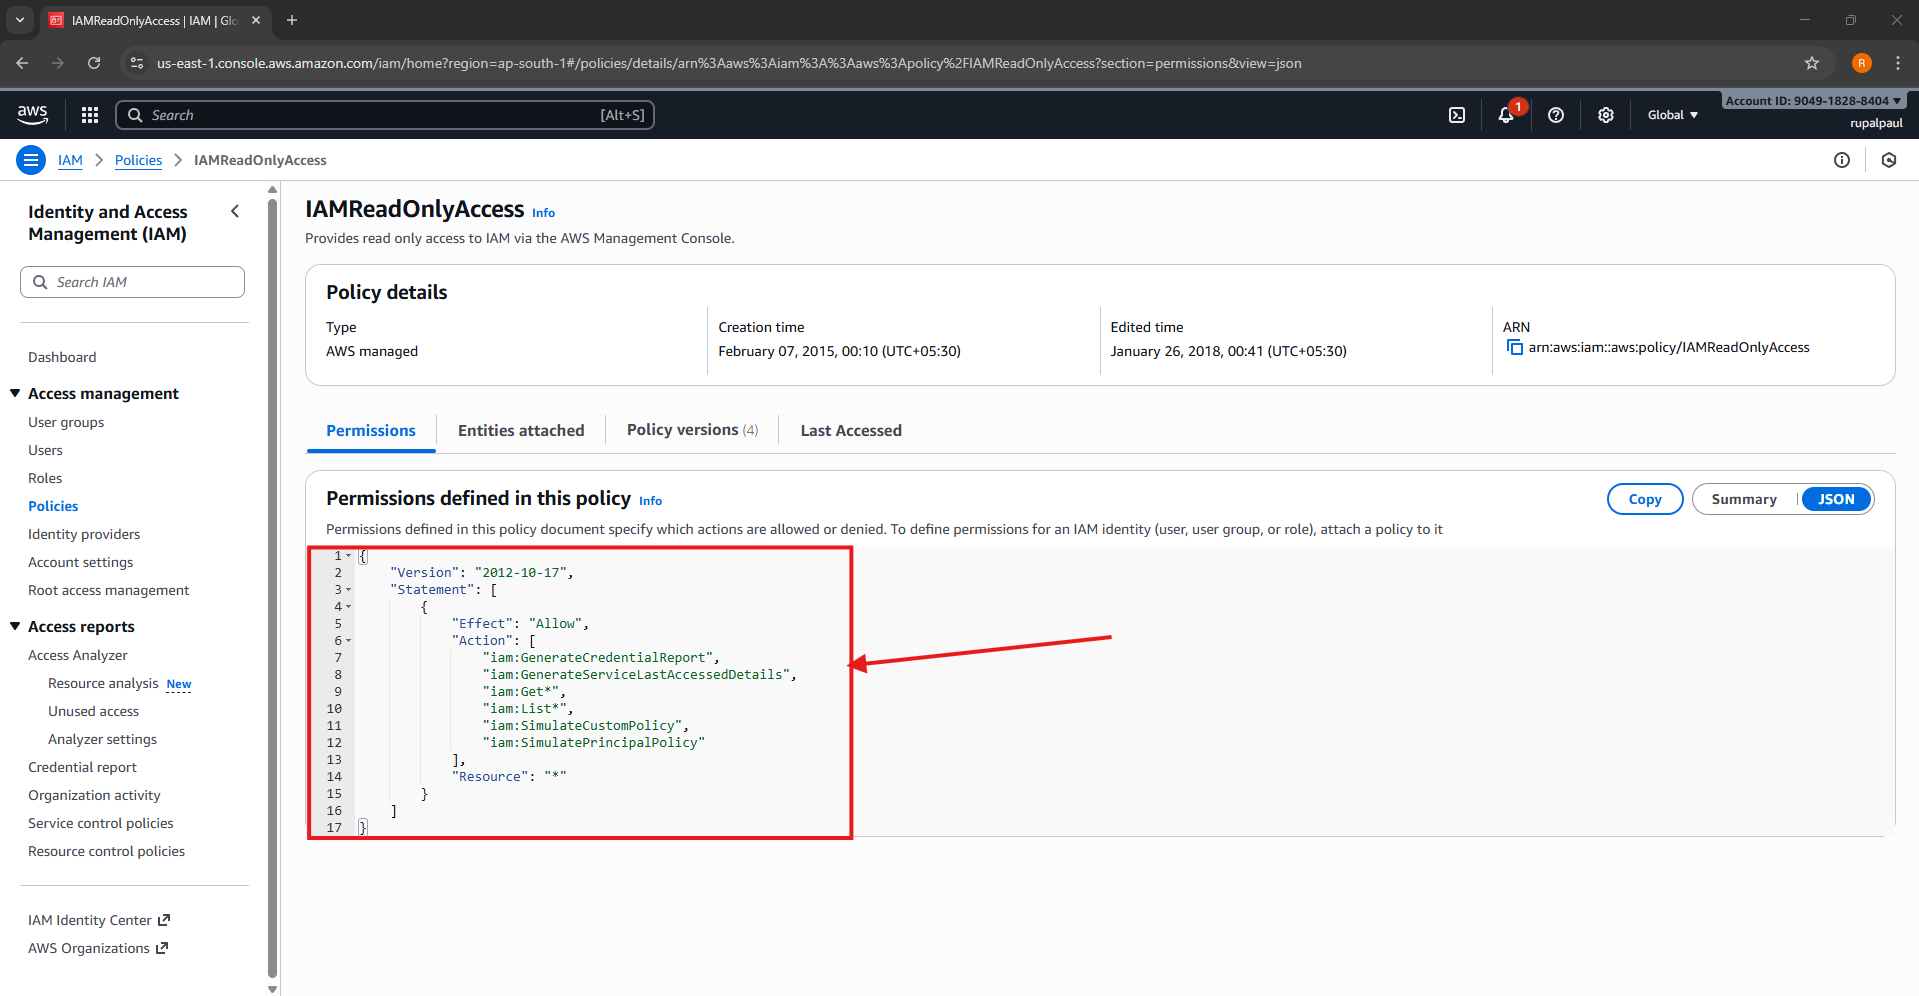 IAMReadOnlyAccess | IAM | Glo
us-east-1.console.aws.amazon.com/iam/home?region=ap-south-1#/policies/details/arn%3Aaws%3Aiam%3A%3Aaws%3Apolicy%2FIAMReadOnlyAccess?section=permissions&view=json
R
aws
Search
[Alt+S]
1
Global
Account ID: 9049-1828-8404
rupalpaul
IAM > Policies > IAMReadOnlyAccess
Identity and Access
Management (IAM)
Search IAM
Dashboard
Access management
User groups
Users
Roles
Policies
Identity providers
Account settings
Root access management
Access reports
Access Analyzer
Resource analysis New
Unused access
Analyzer settings
Credential report
Organization activity
Service control policies
Resource control policies
IAM Identity Center
AWS Organizations
IAMReadOnlyAccess Info
Provides read only access to IAM via the AWS Management Console.
Policy details
Type
AWS managed
Creation time
February 07, 2015, 00:10 (UTC+05:30)
Edited time
January 26, 2018, 00:41 (UTC+05:30)
ARN
arn:aws:iam::aws:policy/IAMReadOnlyAccess
Permissions
Entities attached
Policy versions (4)
Last Accessed
Permissions defined in this policy Info
Copy
Summary
JSON
Permissions defined in this policy document specify which actions are allowed or denied. To define permissions for an IAM identity (user, user group, or role), attach a policy to it
1 {
2 "Version": "2012-10-17",
3 "Statement": [
4 {
5 "Effect": "Allow",
6 "Action": [
7 "iam:GenerateCredentialReport",
8 "iam:GenerateServiceLastAccessedDetails",
9 "iam:Get*",
10 "iam:List*",
11 "iam:SimulateCustomPolicy",
12 "iam:SimulatePrincipalPolicy"
13 ],
14 "Resource": "*"
15 }
16 ]
17 }